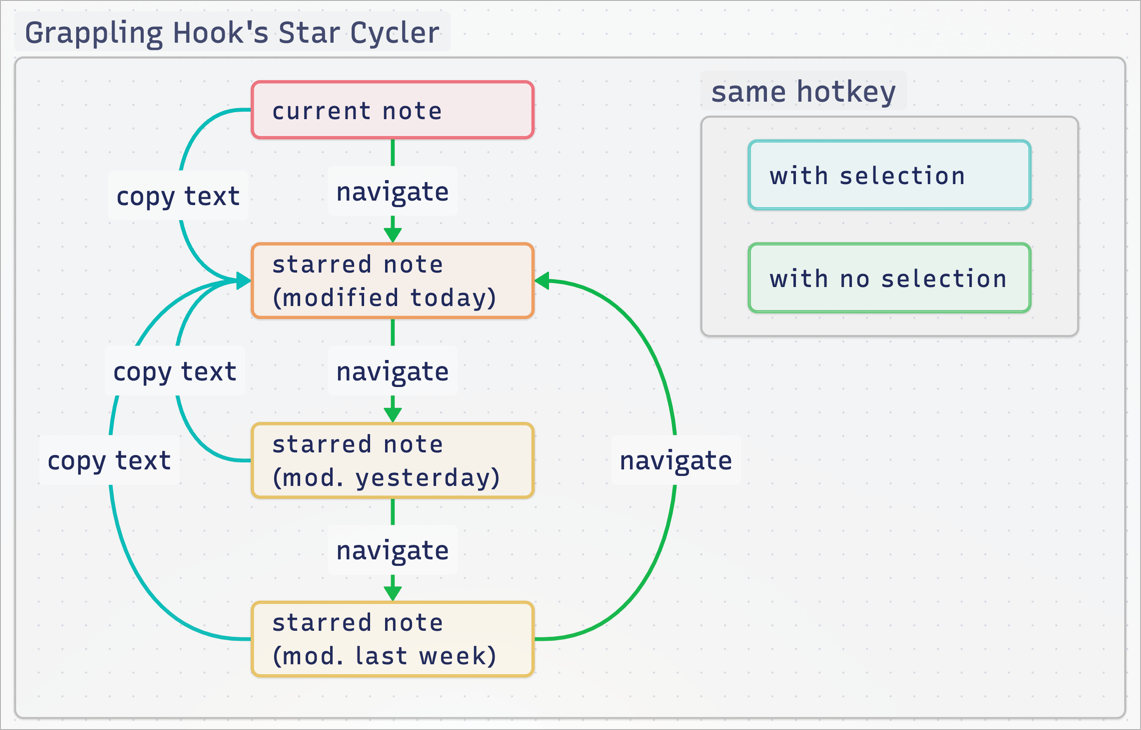 Grappling Hook's Star Cycler
current note
same hotkey
with selection
copy text
navigate
starred note
(modified today)
with no selection
copy text
navigate
starred note
(mod. yesterday)
copy text
navigate
navigate
starred note
(mod. last week)